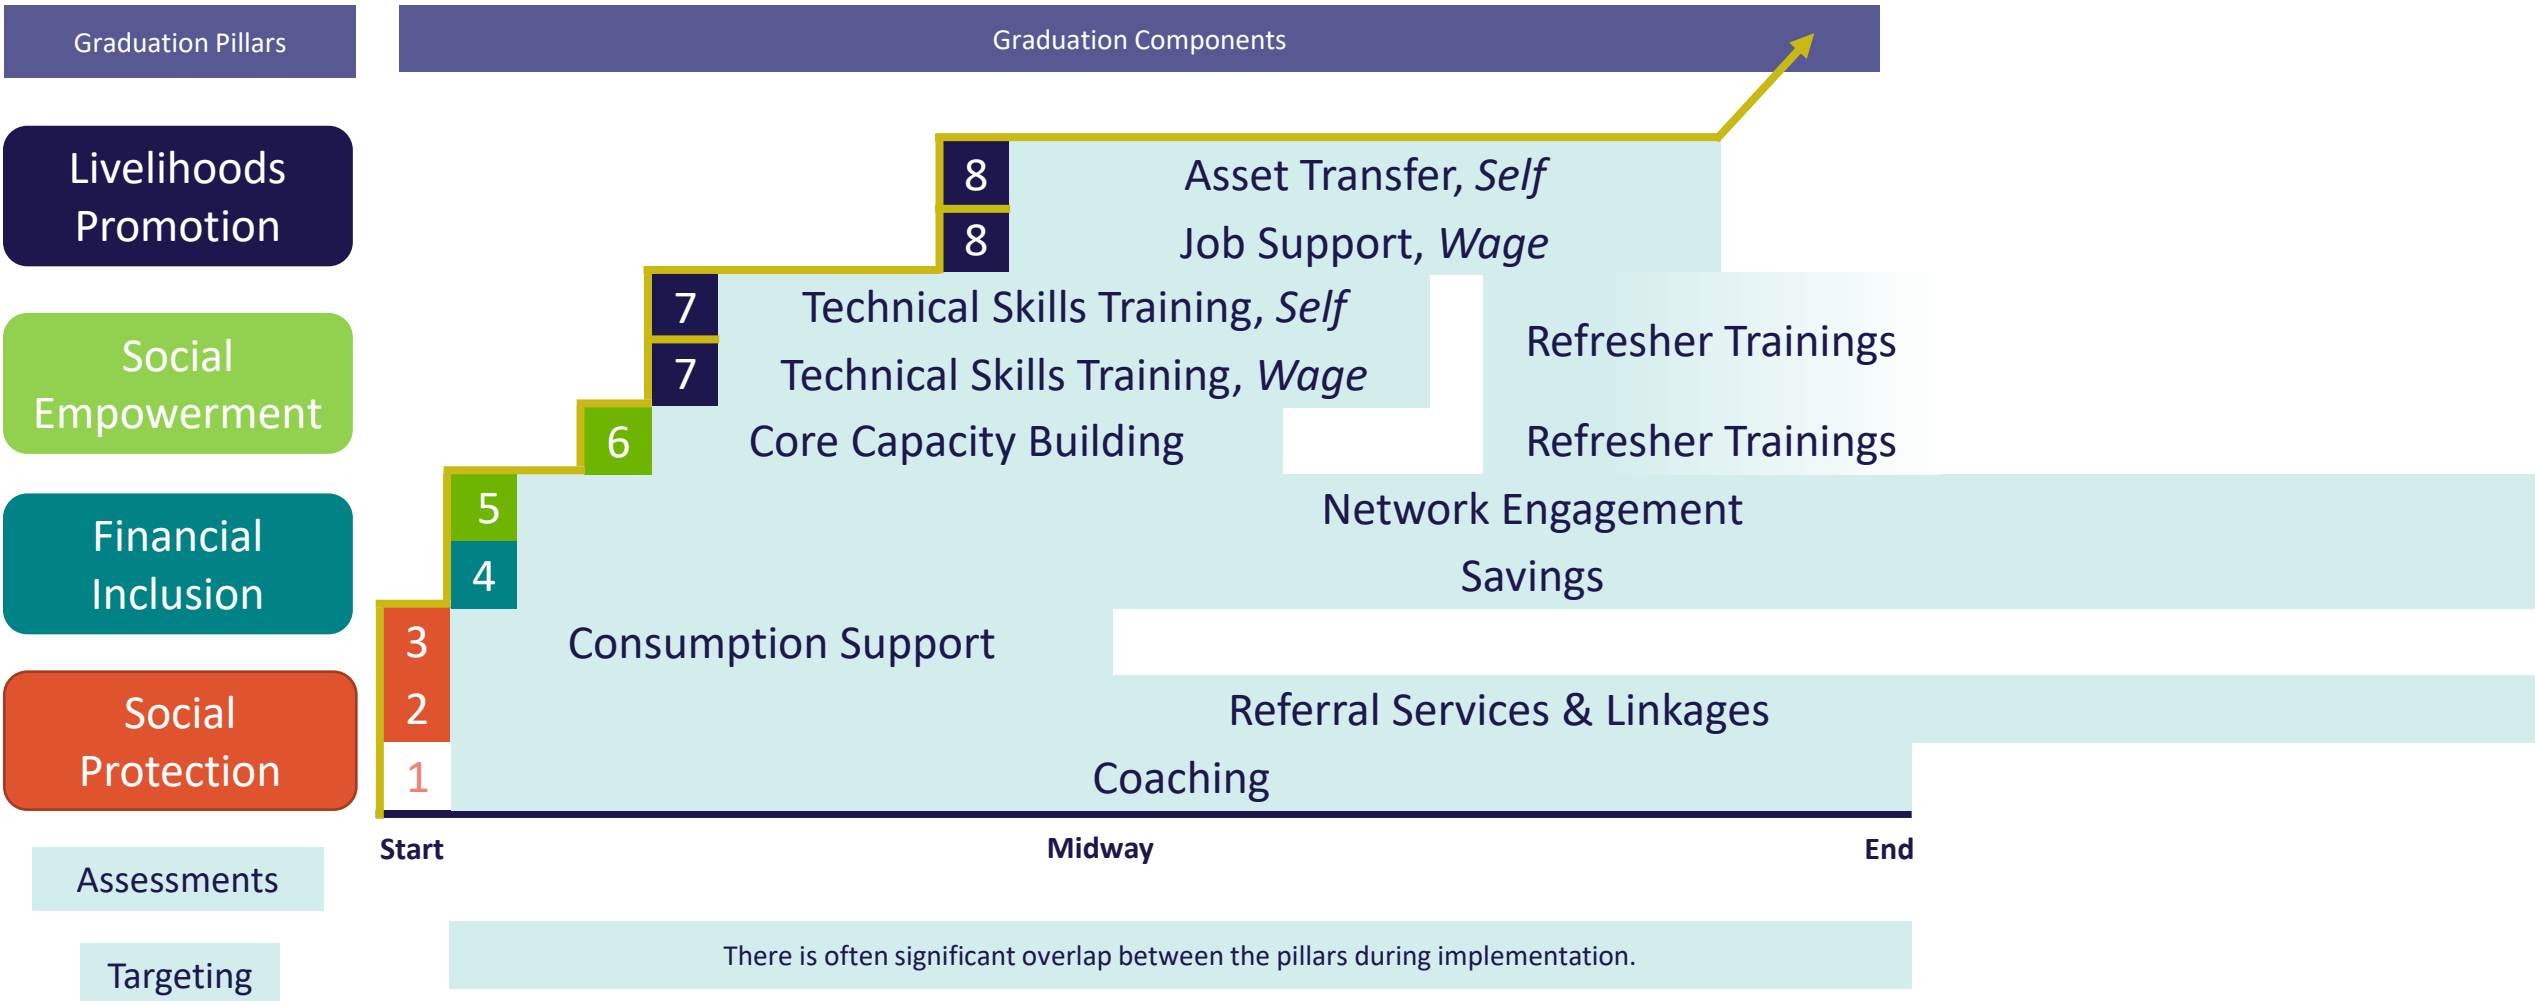 Graduation Pillars
Graduation Components
Livelihoods
Promotion
Social
Empowerment
Financial
Inclusion
Social
Protection
Assessments
Targeting
8 Asset Transfer, Self
8 Job Support, Wage
7 Technical Skills Training, Self
7 Technical Skills Training, Wage
Refresher Trainings
6 Core Capacity Building
Refresher Trainings
5 Network Engagement
4 Savings
3 Consumption Support
2 Referral Services & Linkages
1 Coaching
Start Midway End
There is often significant overlap between the pillars during implementation.